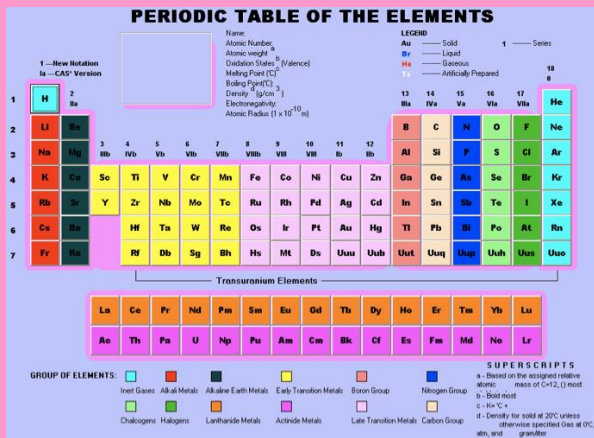 PERIODIC TABLE OF THE ELEMENTS
Name:
Atomic Number:
Atomic weight a
Oxidation States b (Valence)
Melting Point (°C) c
Boiling Point(°C)
Density d (g/cm 3)
Electronegativity:
Atomic Radius (1 x 10 -10 m)
LEGEND
Au -------- Solid 1 -------- Series
Br -------- Liquid
He -------- Gaseous
Tc -------- Artificially Prepared
1 ---New Notation
Ia ---CAS* Version
18
0
1 H 2 13 14 15 16 17 He
IIa IIIa IVa Va VIa VIIa
2 Li Be B C N O F Ne
3 4 5 6 7 8 9 10 11 12
3 Na Mg IIIb IVb Vb VIb VIIb VIIIb VIII VIII Ib IIb Al Si P S Cl Ar
4 K Ca Sc Ti V Cr Mn Fe Co Ni Cu Zn Ga Ge As Se Br Kr
5 Rb Sr Y Zr Nb Mo Tc Ru Rh Pd Ag Cd In Sn Sb Te I Xe
6 Cs Ba Hf Ta W Re Os Ir Pt Au Hg Tl Pb Bi Po At Rn
7 Fr Ra Rf Db Sg Bh Hs Mt Ds Uuu Uub Uut Uuq Uup Uuh Uus Uuo
Transuranium Elements
La Ce Pr Nd Pm Sm Eu Gd Tb Dy Ho Er Tm Yb Lu
Ac Th Pa U Np Pu Am Cm Bk Cf Es Fm Md No Lr
GROUP OF ELEMENTS:
Inert Gases Alkali Metals Alkaline Earth Metals Early Transition Metals Boron Group Nitrogen Group
Chalcogens Halogens Lanthanide Metals Actinide Metals Late Transition Metals Carbon Group
SUPERSCRIPTS
a - Based on the assigned relative
atomic mass of C=12, () most
b - Bold most
c - K= °C +
d - Density for solid at 20°C unless
otherwise specified Gas at 0°C,
atm, and gram/liter